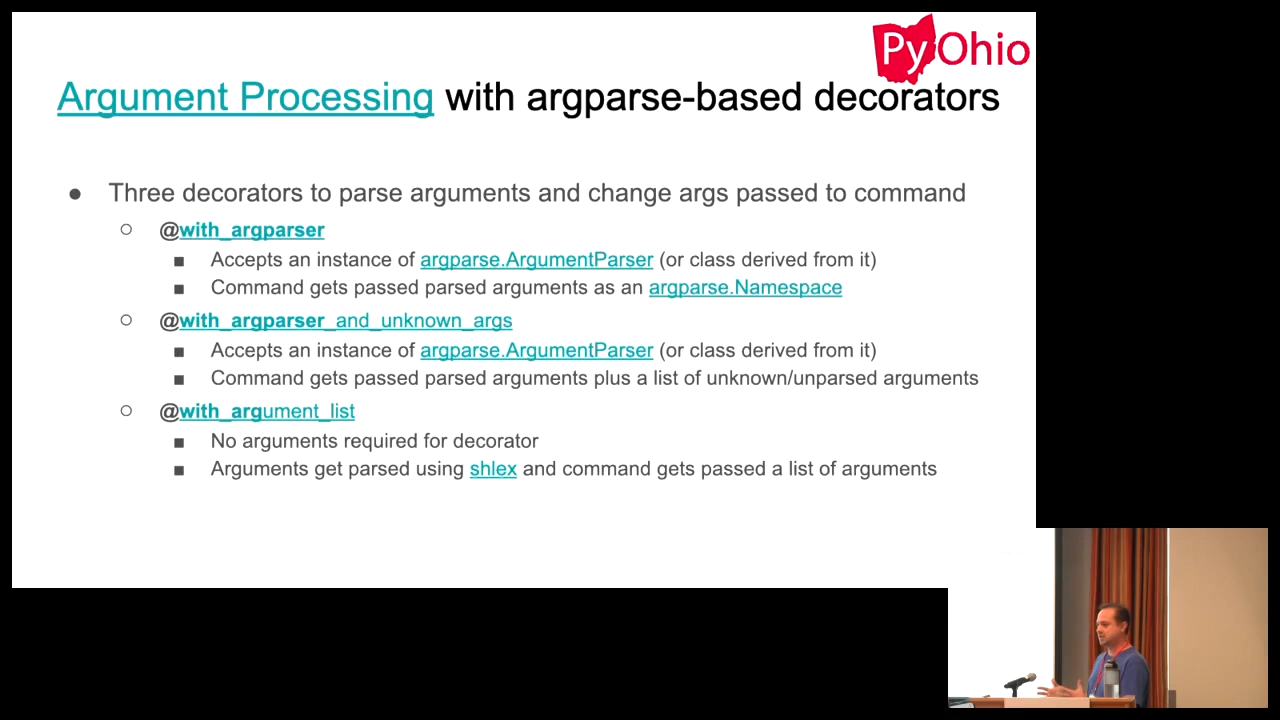 PyOhio
Argument Processing with argparse-based decorators
● Three decorators to parse arguments and change args passed to command
○ @with_argparser
■ Accepts an instance of argparse.ArgumentParser (or class derived from it)
■ Command gets passed parsed arguments as an argparse.Namespace
○ @with_argparser_and_unknown_args
■ Accepts an instance of argparse.ArgumentParser (or class derived from it)
■ Command gets passed parsed arguments plus a list of unknown/unparsed arguments
○ @with_argument_list
■ No arguments required for decorator
■ Arguments get parsed using shlex and command gets passed a list of arguments